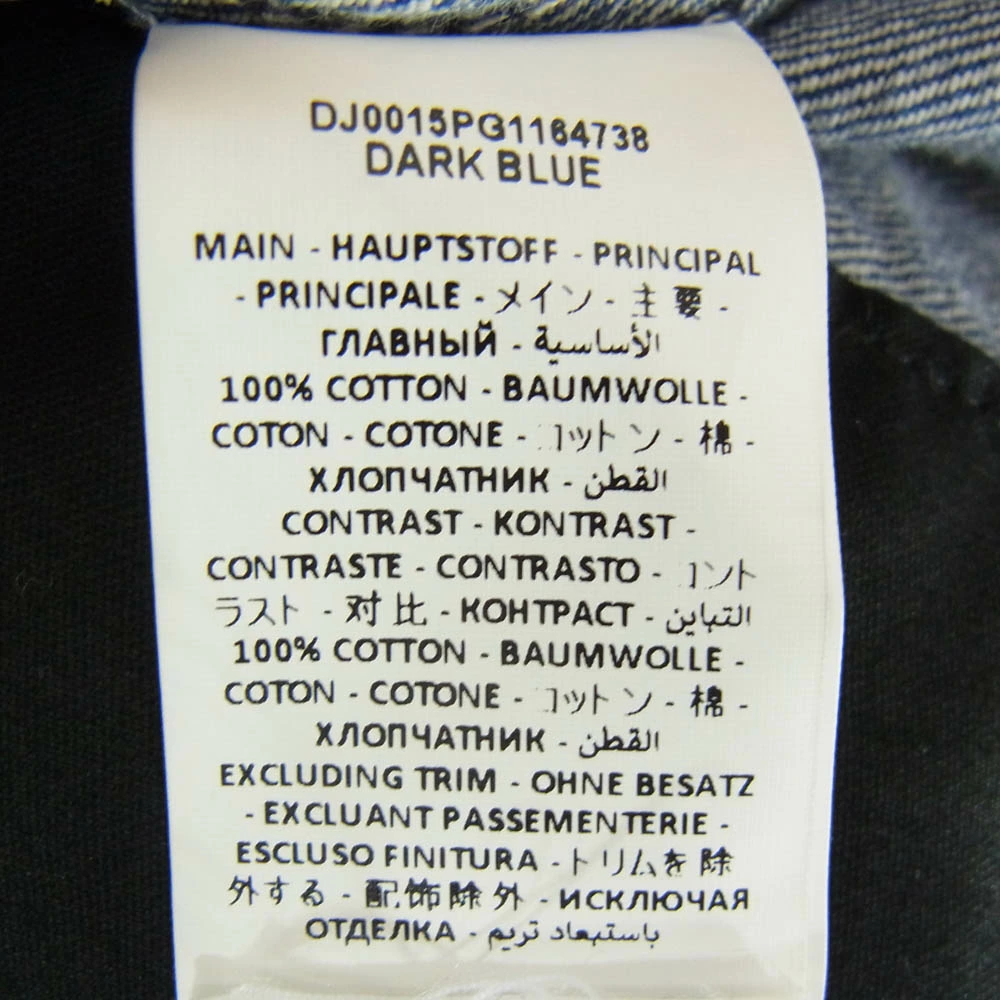 DJ0015PG1164738
DARK BLUE
MAIN - HAUPTSTOFF - PRINCIPAL
- PRINCIPALE - メイン - 主要 -
ГЛАВНЫЙ - الأساسية
100% COTTON - BAUMWOLLE -
COTON - COTONE - コットン - 棉 -
ХЛОПЧАТНИК - القطن
CONTRAST - KONTRAST -
CONTRASTE - CONTRASTO - コント
ラスト - 对比 - КОНТРАСТ - التباين
100% COTTON - BAUMWOLLE -
COTON - COTONE - コットン - 棉 -
ХЛОПЧАТНИК - القطن
EXCLUDING TRIM - OHNE BESATZ
- EXCLUANT PASSEMENTERIE -
ESCLUSO FINITURA - トリムを除
外する - 配饰除外 - ИСКЛЮЧАЯ
ОТДЕЛКА - باستبعاد تريم